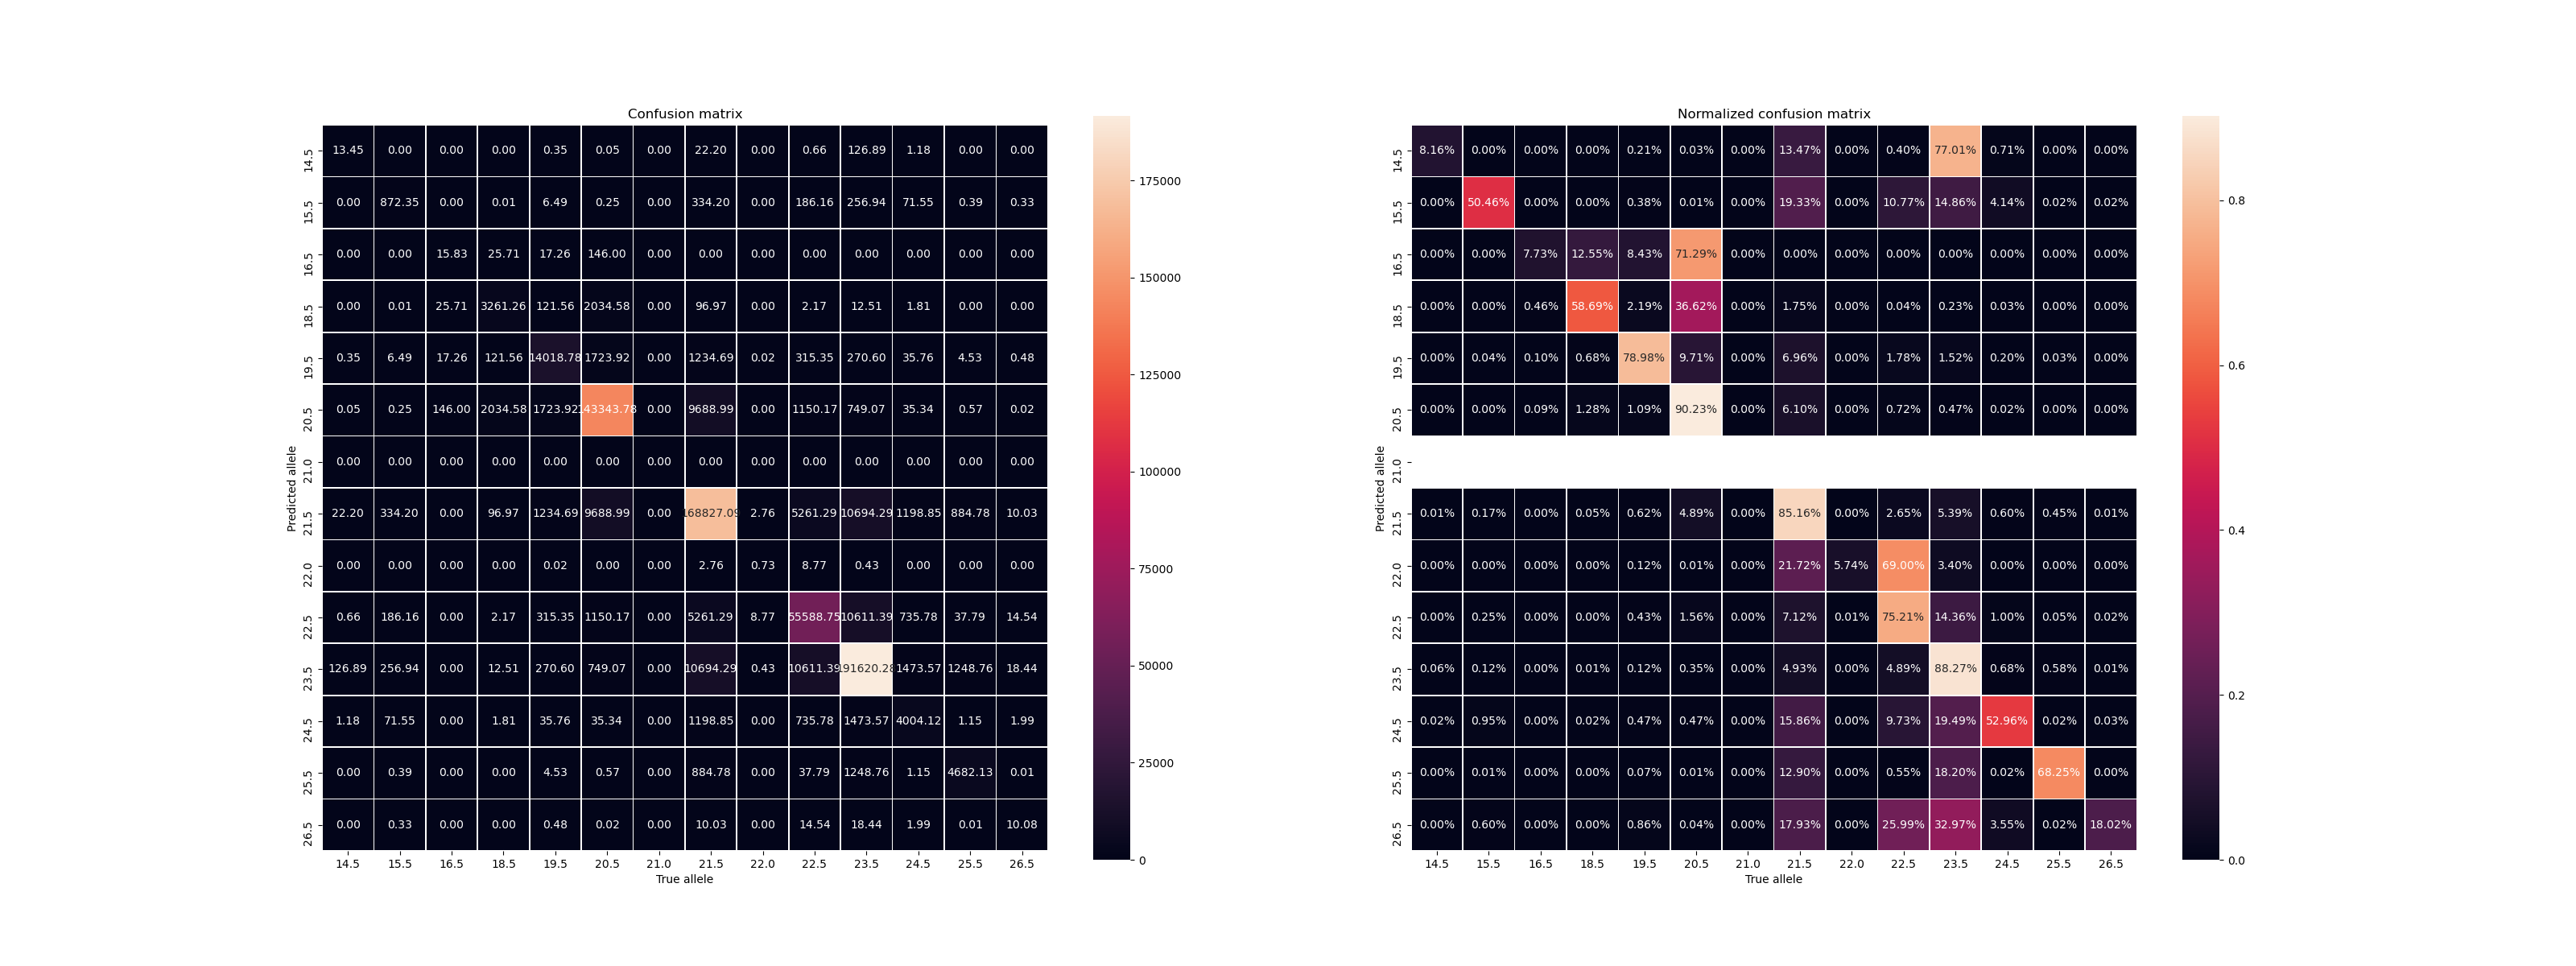 Confusion matrix
14.5 13.45 0.00 0.00 0.00 0.35 0.05 0.00 22.20 0.00 0.66 126.89 1.18 0.00 0.00
15.5 0.00 872.35 0.00 0.01 6.49 0.25 0.00 334.20 0.00 186.16 256.94 71.55 0.39 0.33
16.5 0.00 0.00 15.83 25.71 17.26 146.00 0.00 0.00 0.00 0.00 0.00 0.00 0.00 0.00
18.5 0.00 0.01 25.71 3261.26 121.56 2034.58 0.00 96.97 0.00 2.17 12.51 1.81 0.00 0.00
19.5 0.35 6.49 17.26 121.56 14018.78 1723.92 0.00 1234.69 0.02 315.35 270.60 35.76 4.53 0.48
20.5 0.05 0.25 146.00 2034.58 1723.92 143343.78 0.00 9688.99 0.00 1150.17 749.07 35.34 0.57 0.02
21.0 0.00 0.00 0.00 0.00 0.00 0.00 0.00 0.00 0.00 0.00 0.00 0.00 0.00 0.00
21.5 22.20 334.20 0.00 96.97 1234.69 9688.99 0.00 168827.09 2.76 5261.29 10694.29 1198.85 884.78 10.03
22.0 0.00 0.00 0.00 0.00 0.02 0.00 0.00 2.76 0.73 8.77 0.43 0.00 0.00 0.00
22.5 0.66 186.16 0.00 2.17 315.35 1150.17 0.00 5261.29 8.77 55588.75 10611.39 735.78 37.79 14.54
23.5 126.89 256.94 0.00 12.51 270.60 749.07 0.00 10694.29 0.43 10611.39 191620.28 1473.57 1248.76 18.44
24.5 1.18 71.55 0.00 1.81 35.76 35.34 0.00 1198.85 0.00 735.78 1473.57 4004.12 1.15 1.99
25.5 0.00 0.39 0.00 0.00 4.53 0.57 0.00 884.78 0.00 37.79 1248.76 1.15 4682.13 0.01
26.5 0.00 0.33 0.00 0.00 0.48 0.02 0.00 10.03 0.00 14.54 18.44 1.99 0.01 10.08
14.5 15.5 16.5 18.5 19.5 20.5 21.0 21.5 22.0 22.5 23.5 24.5 25.5 26.5
True allele
Predicted allele
175000
150000
125000
100000
75000
50000
25000
0
Normalized confusion matrix
14.5 8.16% 0.00% 0.00% 0.00% 0.21% 0.03% 0.00% 13.47% 0.00% 0.40% 77.01% 0.71% 0.00% 0.00%
15.5 0.00% 50.46% 0.00% 0.00% 0.38% 0.01% 0.00% 19.33% 0.00% 10.77% 14.86% 4.14% 0.02% 0.02%
16.5 0.00% 0.00% 7.73% 12.55% 8.43% 71.29% 0.00% 0.00% 0.00% 0.00% 0.00% 0.00% 0.00% 0.00%
18.5 0.00% 0.00% 0.46% 58.69% 2.19% 36.62% 0.00% 1.75% 0.00% 0.04% 0.23% 0.03% 0.00% 0.00%
19.5 0.00% 0.04% 0.10% 0.68% 78.98% 9.71% 0.00% 6.96% 0.00% 1.78% 1.52% 0.20% 0.03% 0.00%
20.5 0.00% 0.00% 0.09% 1.28% 1.09% 90.23% 0.00% 6.10% 0.00% 0.72% 0.47% 0.02% 0.00% 0.00%
21.0
21.5 0.01% 0.17% 0.00% 0.05% 0.62% 4.89% 0.00% 85.16% 0.00% 2.65% 5.39% 0.60% 0.45% 0.01%
22.0 0.00% 0.00% 0.00% 0.00% 0.12% 0.01% 0.00% 21.72% 5.74% 69.00% 3.40% 0.00% 0.00% 0.00%
22.5 0.00% 0.25% 0.00% 0.00% 0.43% 1.56% 0.00% 7.12% 0.01% 75.21% 14.36% 1.00% 0.05% 0.02%
23.5 0.06% 0.12% 0.00% 0.01% 0.12% 0.35% 0.00% 4.93% 0.00% 4.89% 88.27% 0.68% 0.58% 0.01%
24.5 0.02% 0.95% 0.00% 0.02% 0.47% 0.47% 0.00% 15.86% 0.00% 9.73% 19.49% 52.96% 0.02% 0.03%
25.5 0.00% 0.01% 0.00% 0.00% 0.07% 0.01% 0.00% 12.90% 0.00% 0.55% 18.20% 0.02% 68.25% 0.00%
26.5 0.00% 0.60% 0.00% 0.00% 0.86% 0.04% 0.00% 17.93% 0.00% 25.99% 32.97% 3.55% 0.02% 18.02%
14.5 15.5 16.5 18.5 19.5 20.5 21.0 21.5 22.0 22.5 23.5 24.5 25.5 26.5
True allele
Predicted allele
0.8
0.6
0.4
0.2
0.0